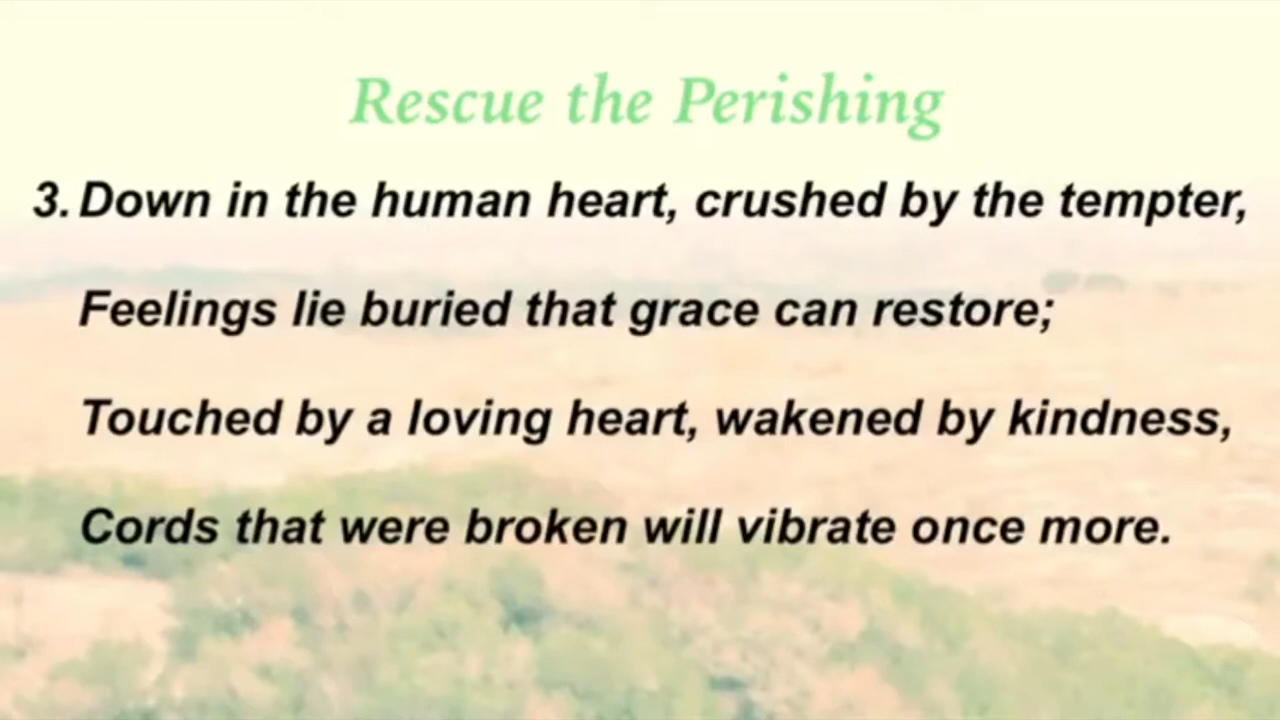 Rescue the Perishing
3. Down in the human heart, crushed by the tempter,
Feelings lie buried that grace can restore;
Touched by a loving heart, wakened by kindness,
Cords that were broken will vibrate once more.